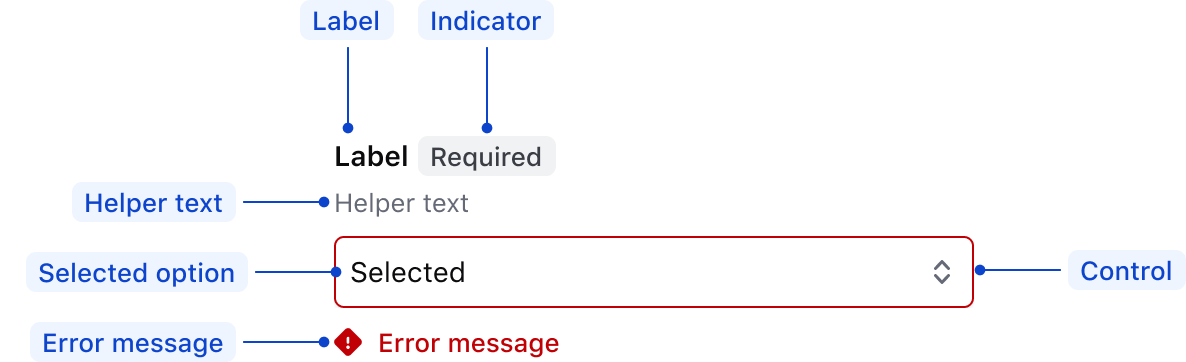 Label Indicator
Label Required
Helper text Helper text
Selected option Selected Control
Error message Error message